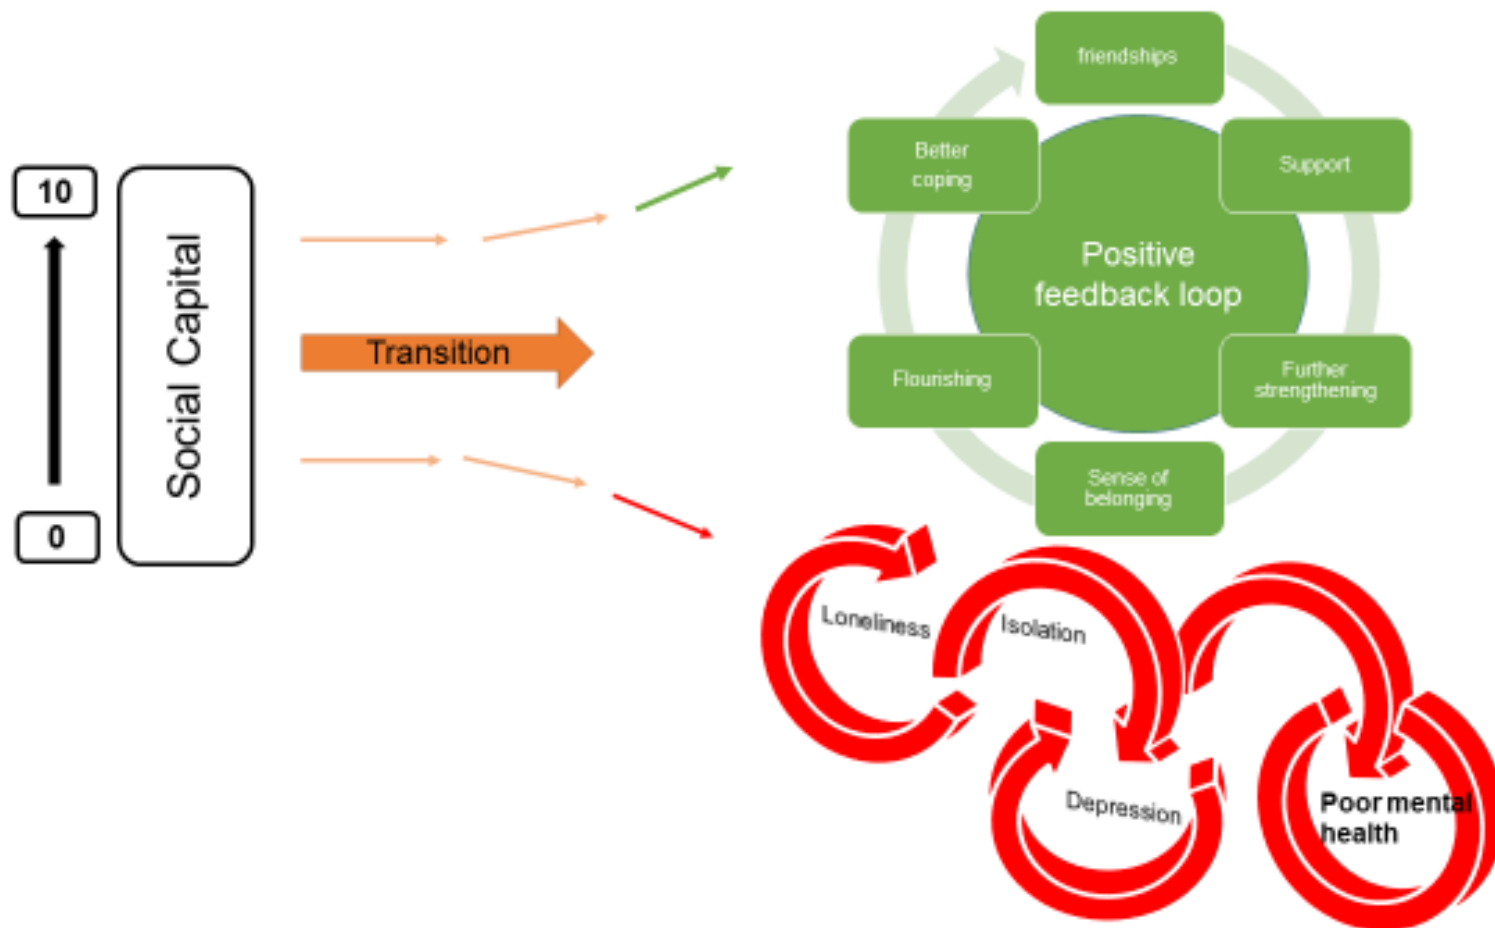 10
0
Social Capital
Transition
friendships
Support
Further
strengthening
Sense of
belonging
Flourishing
Better
coping
Positive
feedback loop
Loneliness
Isolation
Depression
Poor mental
health